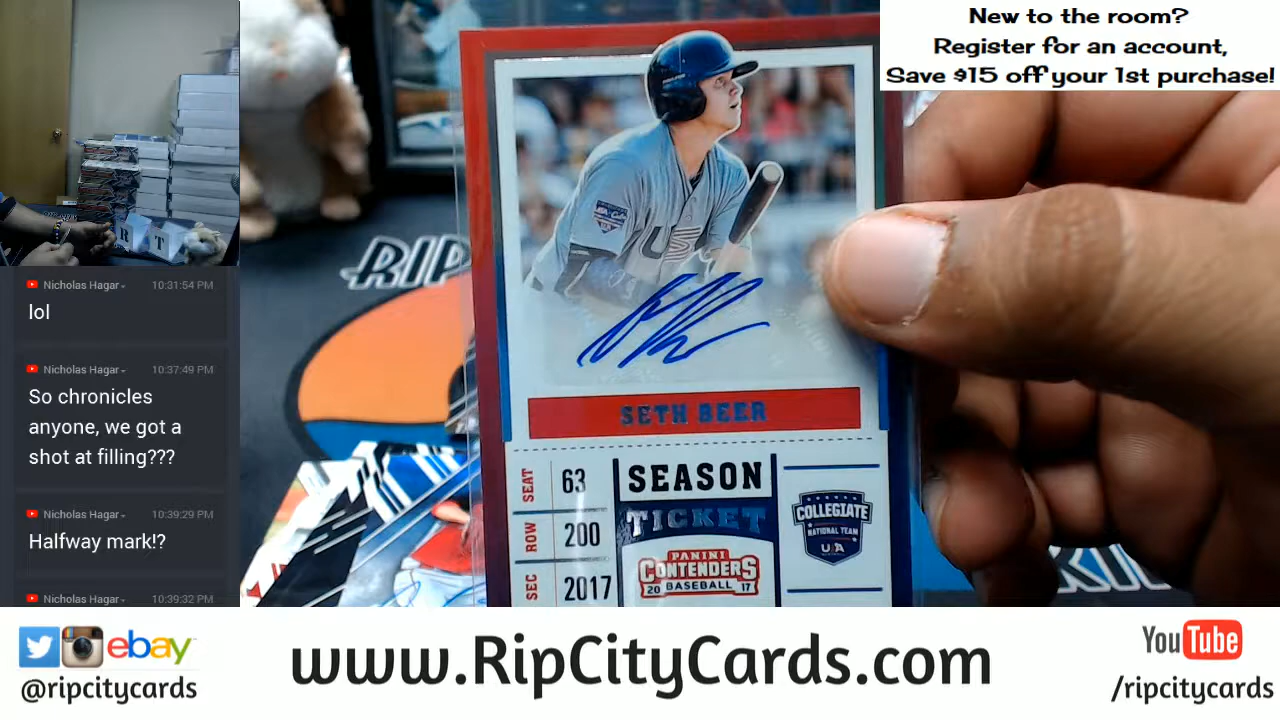 New to the room?
Register for an account,
Save $15 off your 1st purchase!
R T
Nicholas Hagar 10:31:54 PM
lol
Nicholas Hagar 10:37:49 PM
So chronicles
anyone, we got a
shot at filling???
Nicholas Hagar 10:39:29 PM
Halfway mark!?
Nicholas Hagar 10:39:32 PM
RIP
US
SETH BEER
SEAT 63
ROW 200
SEC 2017
SEASON
TICKET
PANINI
CONTENDERS
20 BASEBALL 17
COLLEGIATE
NATIONAL TEAM
USA
ebay
@ripcitycards
www.RipCityCards.com
YouTube
/ripcitycards